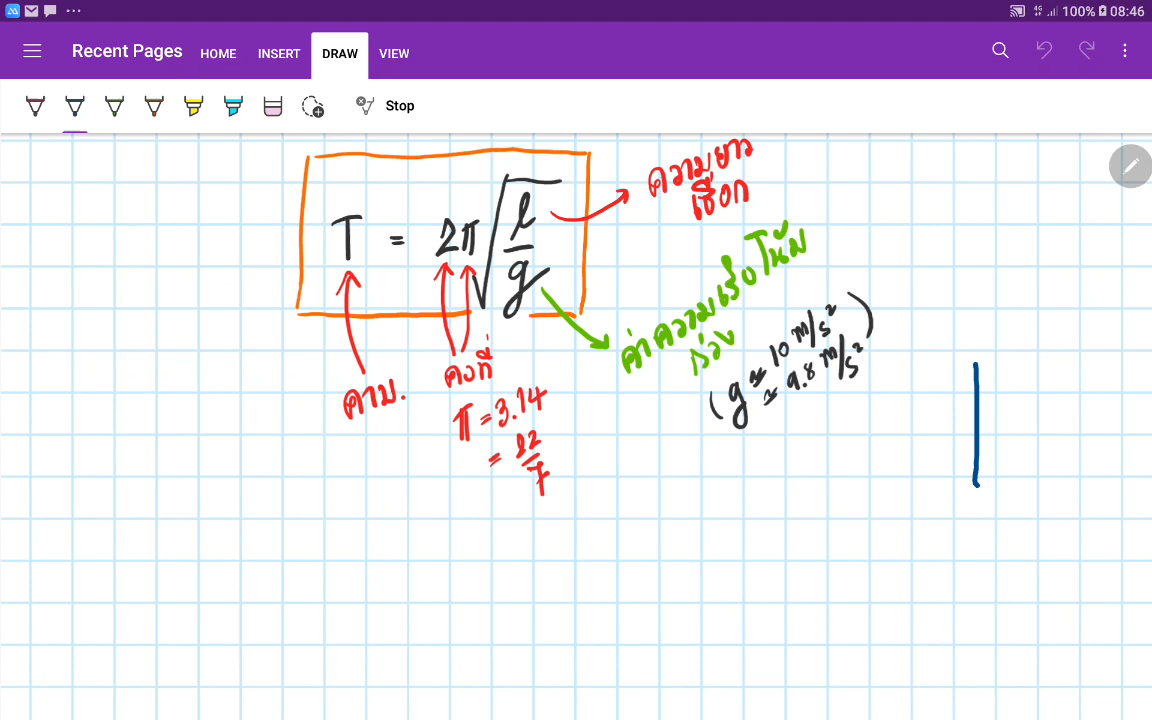 100% 08:46
Recent Pages HOME INSERT DRAW VIEW
Stop
T = 2π√(l/g)
ความยาว
เชือก
ค่าความเร่งโน้ม
ถ่วง
(g ≈ 10 m/s²
≈ 9.8 m/s²)
คาบ.
คงที่
π = 3.14
= 22/7